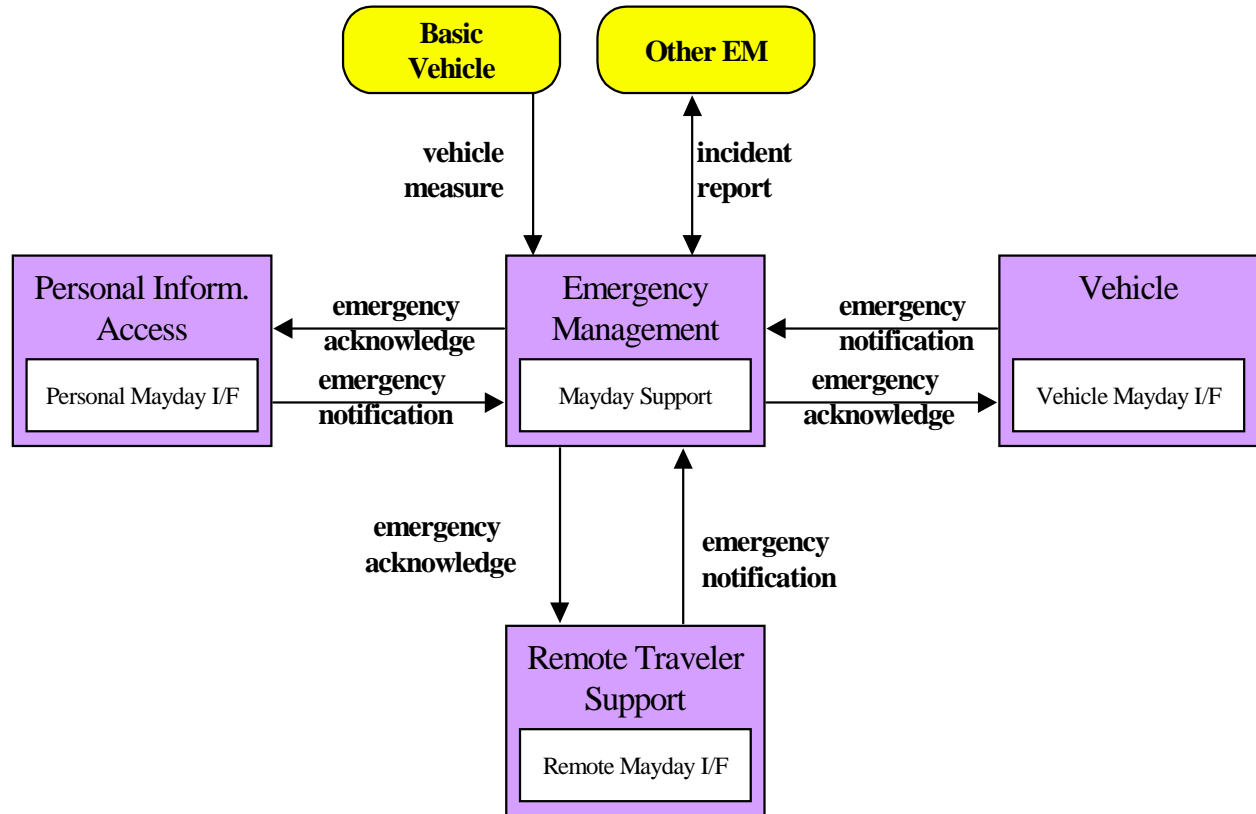 Basic
Vehicle
Other EM
vehicle
measure
incident
report
Personal Inform.
Access
Personal Mayday I/F
emergency
acknowledge
emergency
notification
Emergency
Management
Mayday Support
emergency
notification
emergency
acknowledge
Vehicle
Vehicle Mayday I/F
emergency
acknowledge
emergency
notification
Remote Traveler
Support
Remote Mayday I/F